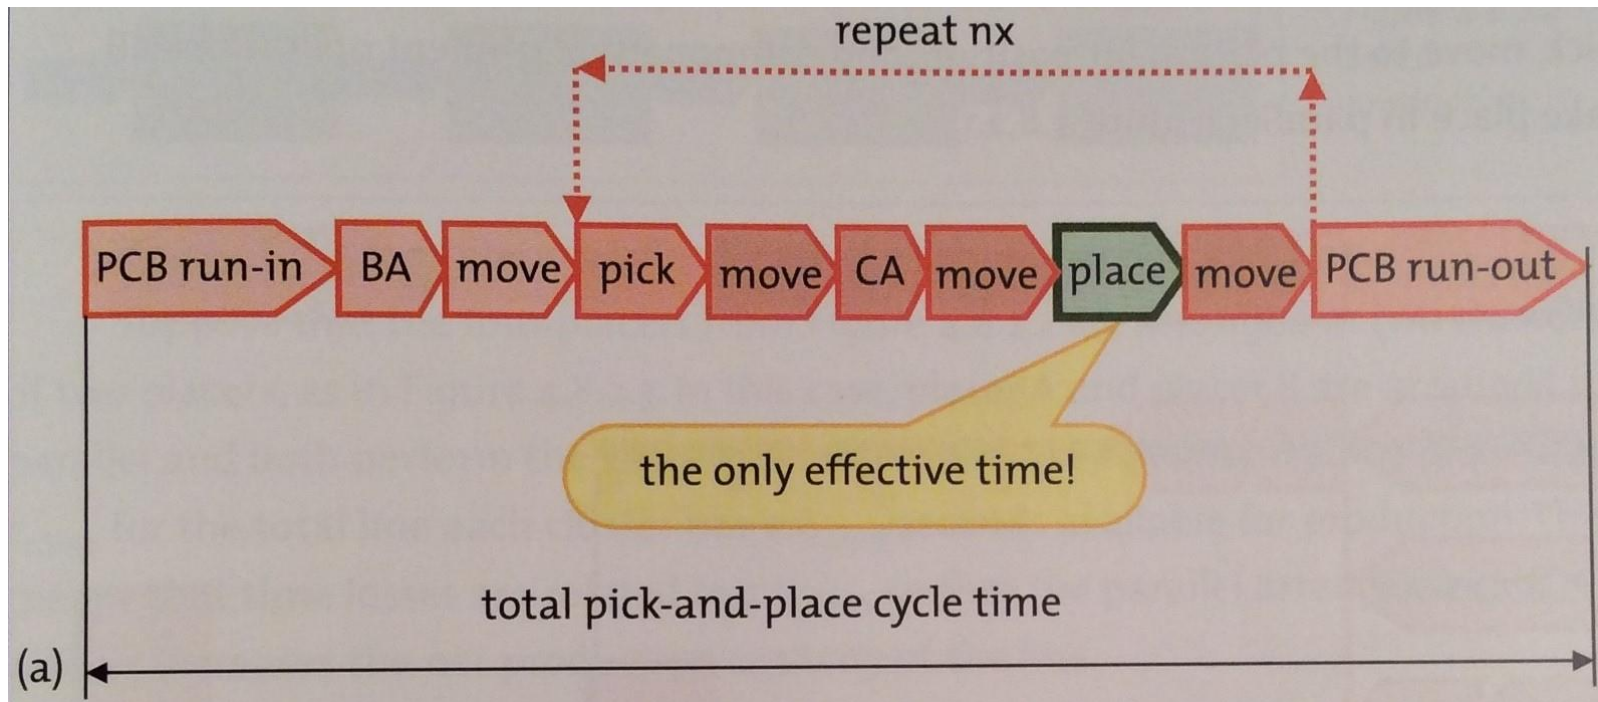 repeat nx
PCB run-in BA move pick move CA move place move PCB run-out
the only effective time!
total pick-and-place cycle time
(a)